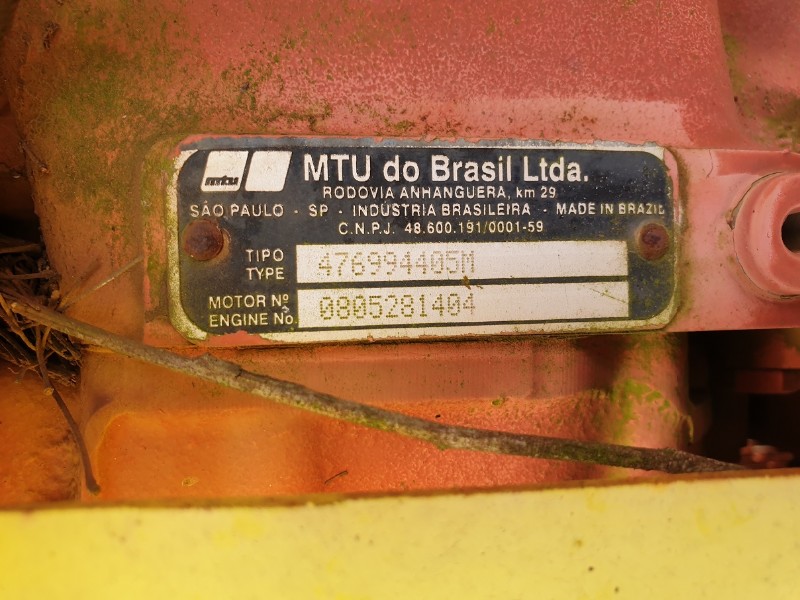 mtu
MTU do Brasil Ltda.
RODOVIA ANHANGUERA, km 29
SÃO PAULO - SP - INDÚSTRIA BRASILEIRA - MADE IN BRAZIL
C.N.P.J. 48.600.191/0001-59
TIPO
TYPE
476994405M
MOTOR Nº
ENGINE No.
0805281404